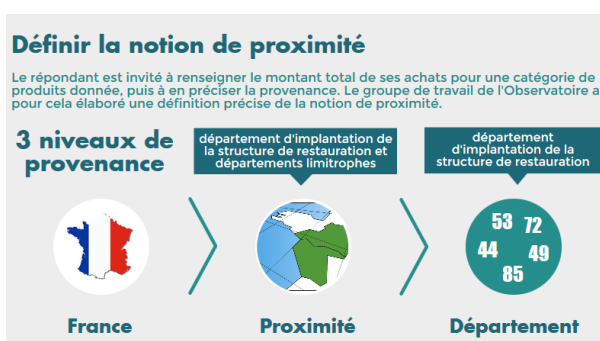 Définir la notion de proximité
Le répondant est invité à renseigner le montant total de ses achats pour une catégorie de
produits donnée, puis à en préciser la provenance. Le groupe de travail de l'Observatoire a
pour cela élaboré une définition précise de la notion de proximité.
3 niveaux de
provenance
département d'implantation de
la structure de restauration et
départements limitrophes
département
d'implantation de la
structure de restauration
53 72
44 49
85
France
Proximité
Département